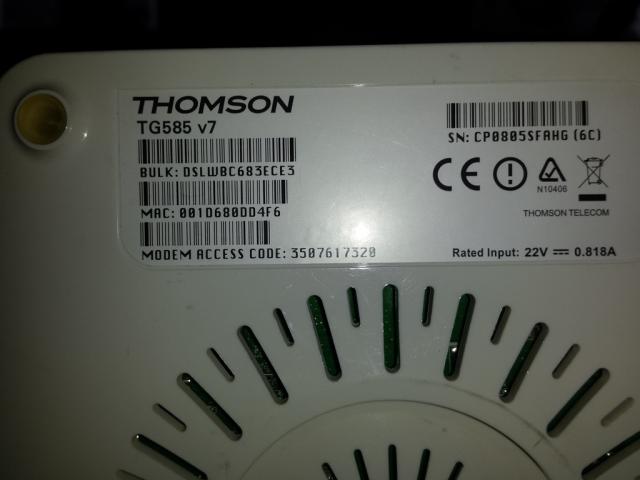 THOMSON
TG585 v7
BULK: DSLWBC683ECE3
MAC: 001D680DD4F6
MODEM ACCESS CODE: 3507617320
SN: CP0805SFAHG (6C)
CE
N10406
THOMSON TELECOM
Rated Input: 22V ⎓ 0.818A